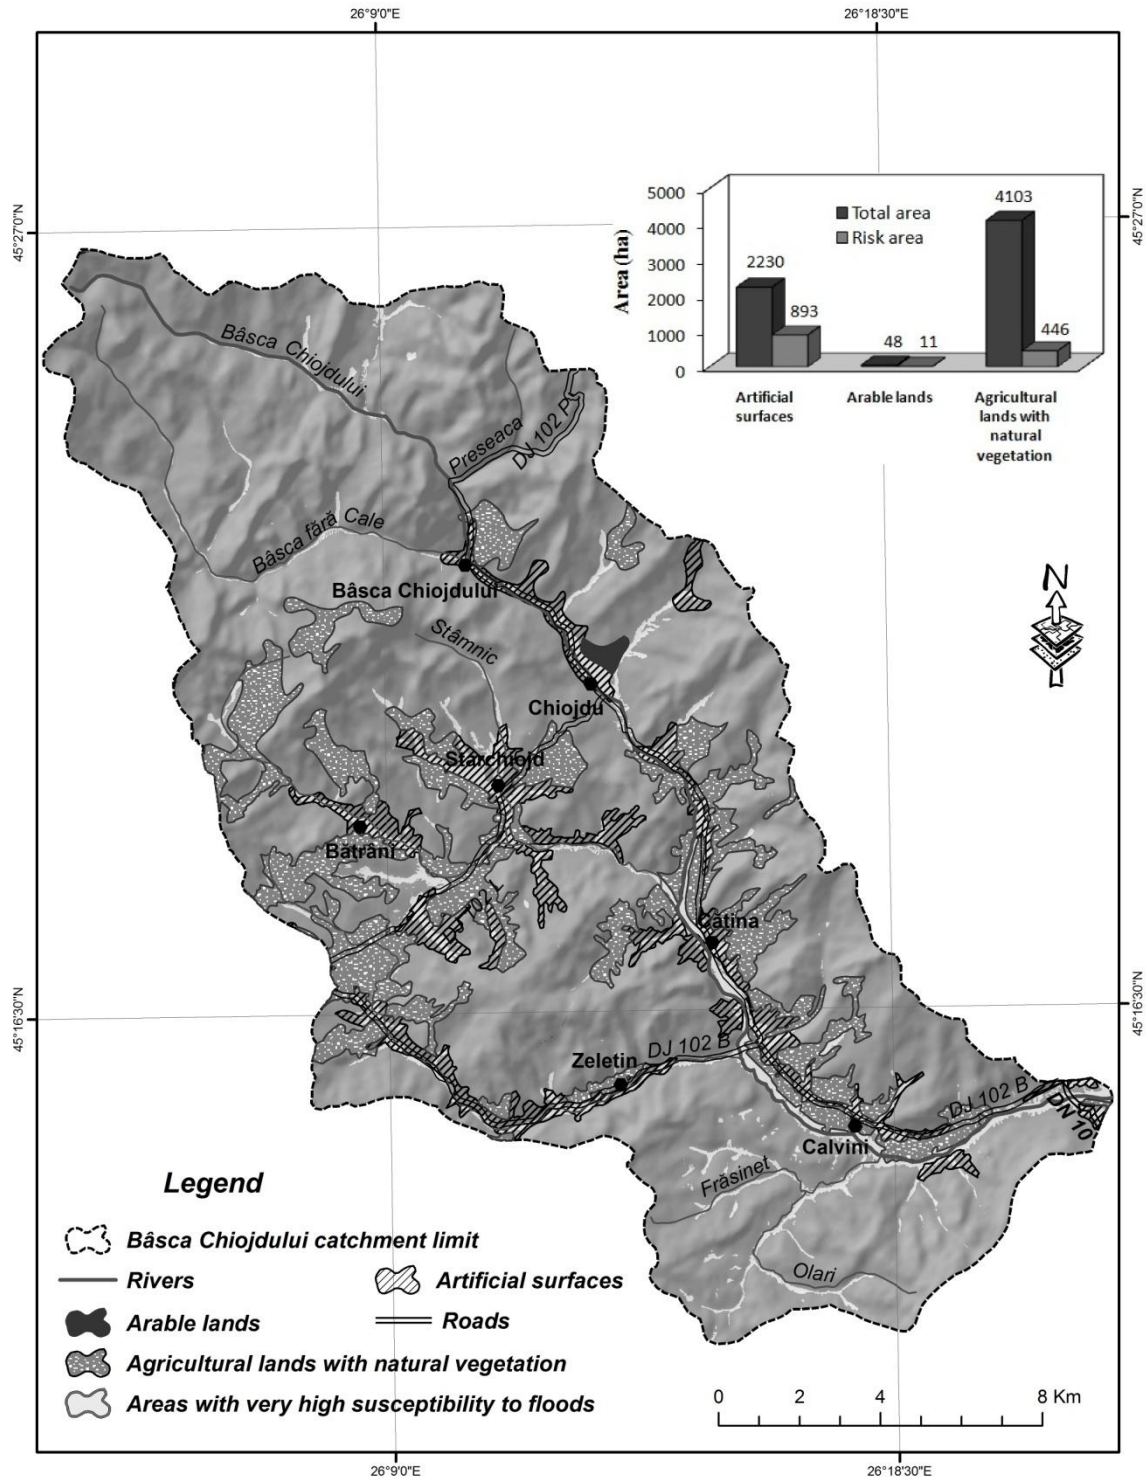 26°9'0"E
26°18'30"E
45°27'0"N
45°27'0"N
5000
4000
3000
2000
1000
0
Area (ha)
Total area
Risk area
2230
893
48
11
4103
446
Artificial
surfaces
Arable lands
Agricultural
lands with
natural
vegetation
Bâsca Chiojdului
Preseaca
DJ 102 P
Bâsca fără Cale
Bâsca Chiojdului
Stâmnic
N
Chiojdu
Starchiojd
Bătrâni
102 L
Cătina
45°16'30"N
45°16'30"N
Zeletin
DJ 102 B
DJ 102 B
DN 10
Calvini
Frăsinet
Olari
Legend
Bâsca Chiojdului catchment limit
Rivers
Artificial surfaces
Arable lands
Roads
Agricultural lands with natural vegetation
Areas with very high susceptibility to floods
0 2 4 8 Km
26°9'0"E
26°18'30"E